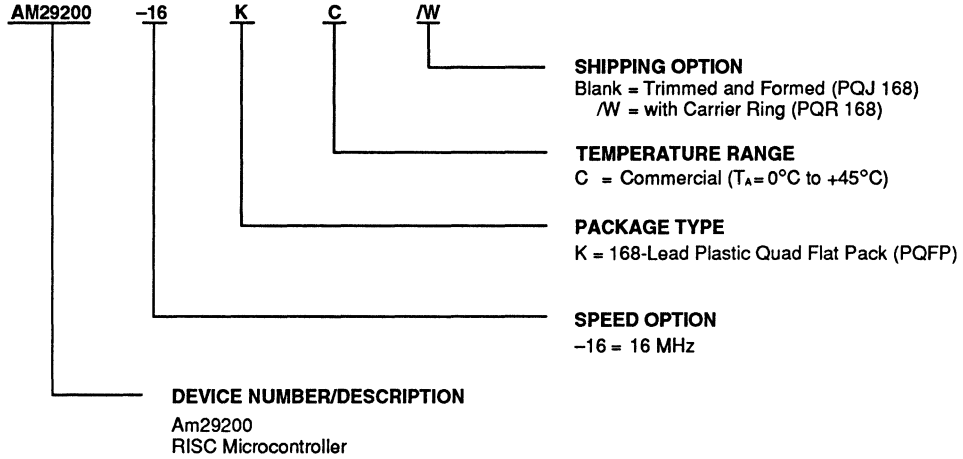 AM29200 –16 K C /W
SHIPPING OPTION
Blank = Trimmed and Formed (PQJ 168)
/W = with Carrier Ring (PQR 168)
TEMPERATURE RANGE
C = Commercial (TA= 0°C to +45°C)
PACKAGE TYPE
K = 168-Lead Plastic Quad Flat Pack (PQFP)
SPEED OPTION
–16 = 16 MHz
DEVICE NUMBER/DESCRIPTION
Am29200
RISC Microcontroller